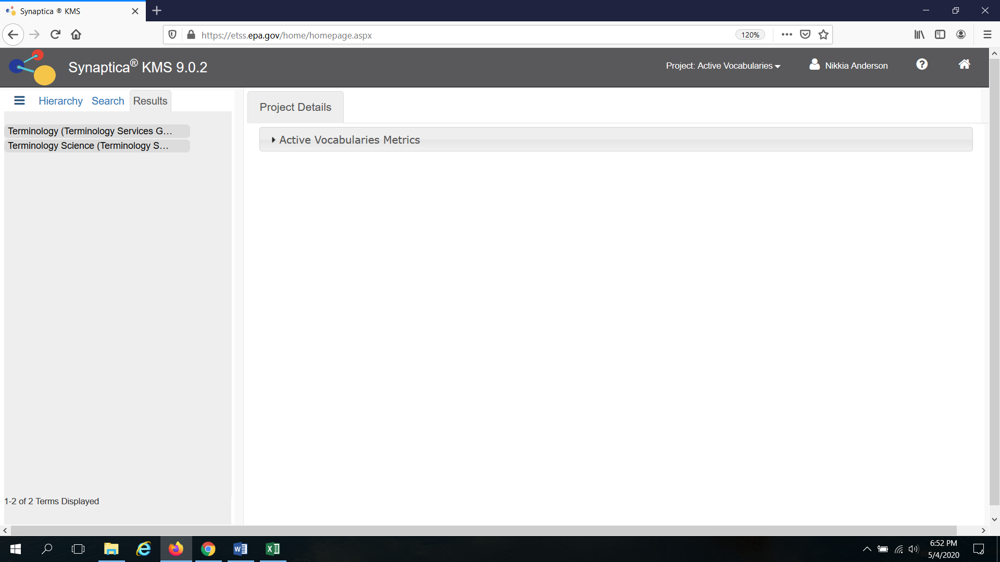 Synaptica ® KMS
https://etss.epa.gov/home/homepage.aspx
120%
Synaptica® KMS 9.0.2
Project: Active Vocabularies
Nikkia Anderson
Hierarchy
Search
Results
Project Details
Terminology (Terminology Services G...
Active Vocabularies Metrics
Terminology Science (Terminology S...
1-2 of 2 Terms Displayed
6:52 PM
5/4/2020